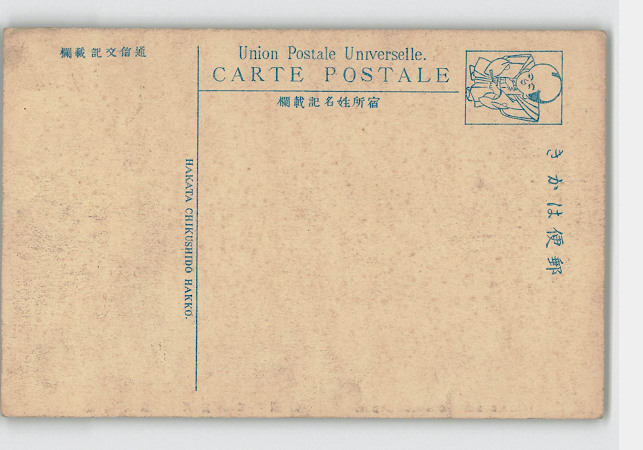 通信文記載欄
Union Postale Universelle.
CARTE POSTALE
宿所姓名記載欄
きかは便郵
HAKATA CHIKUSHIDO HAKKO.